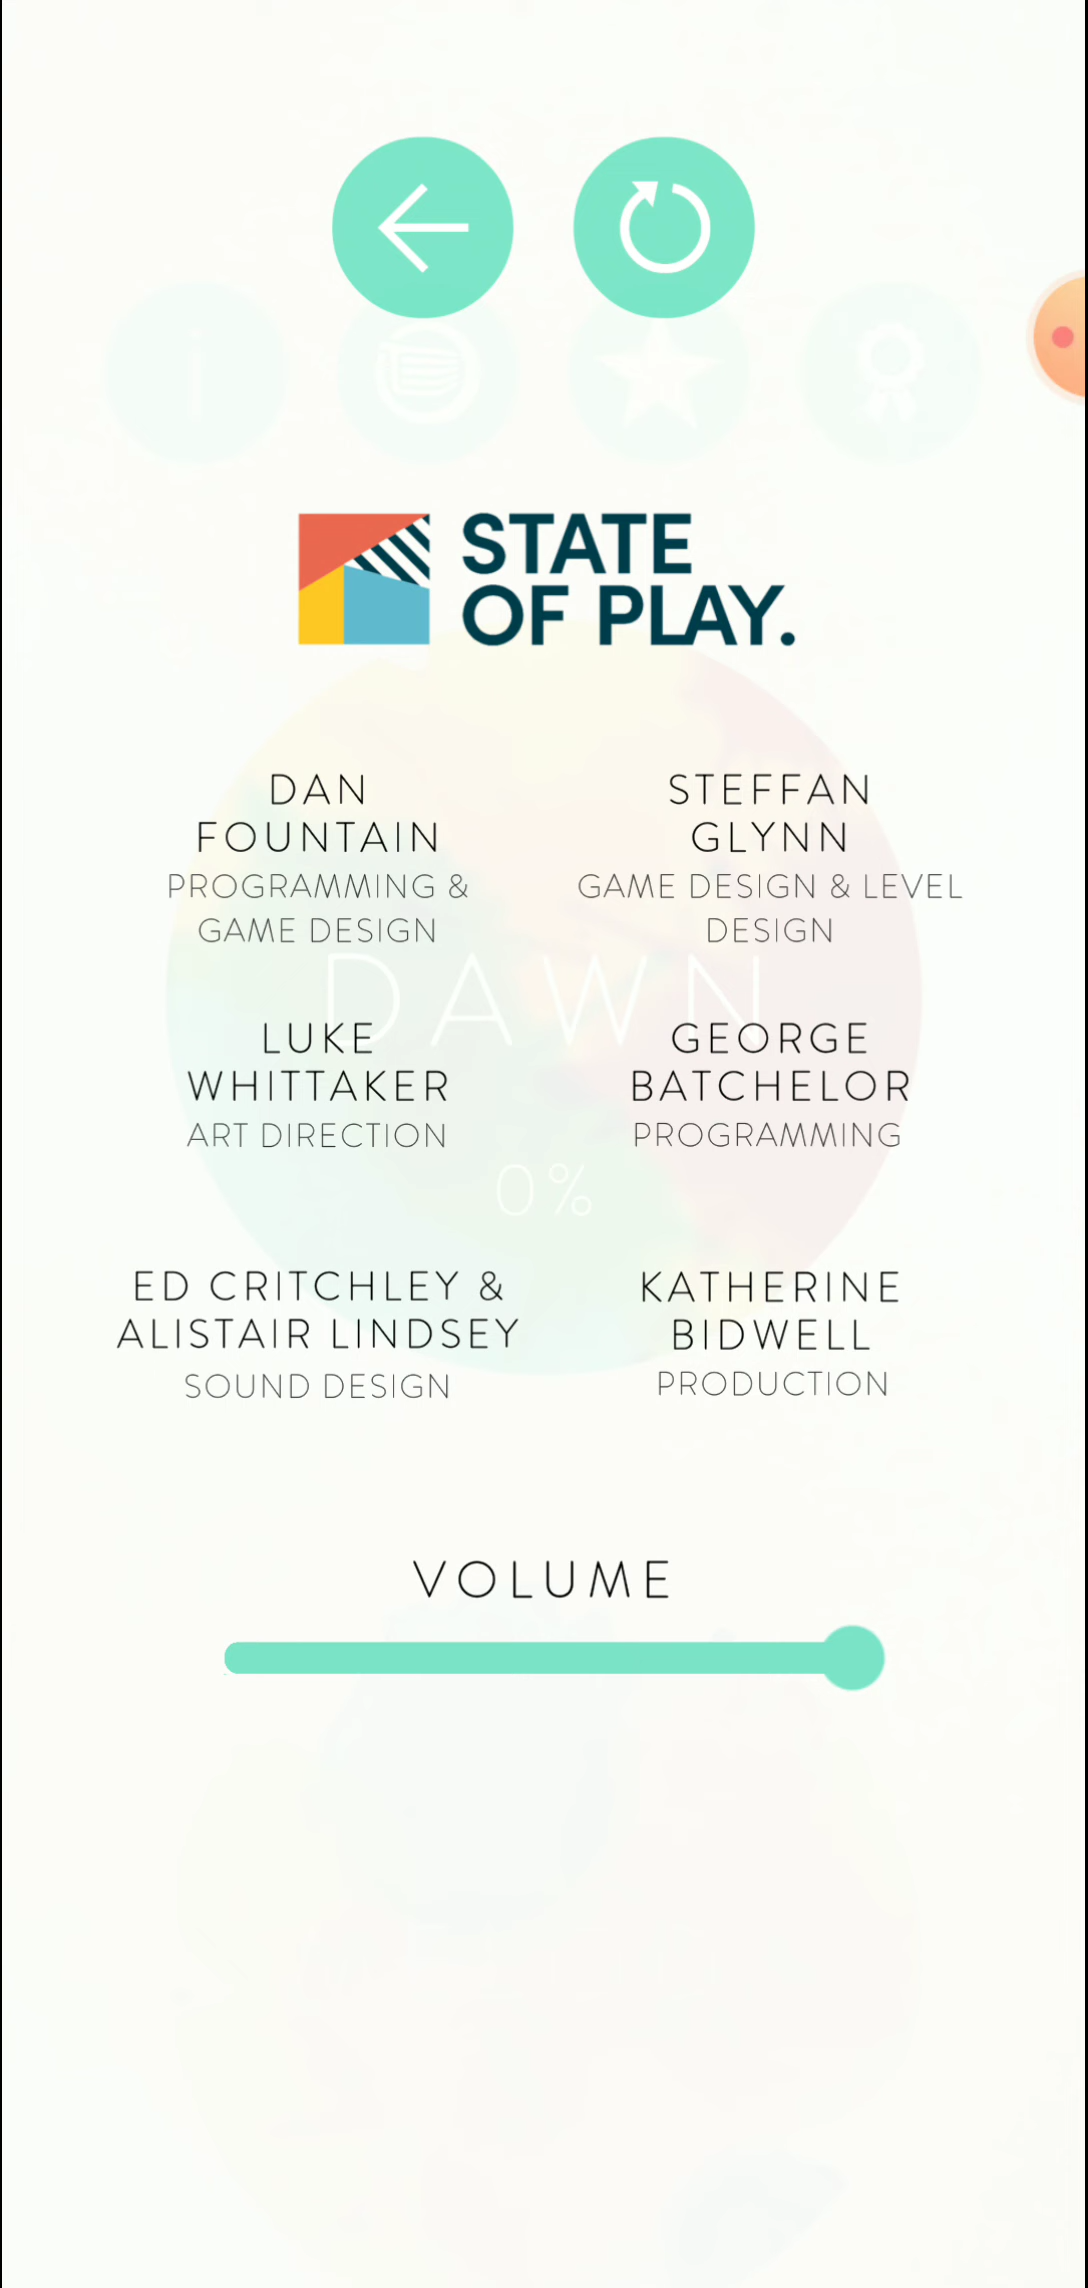 STATE
OF PLAY.
DAN
FOUNTAIN
PROGRAMMING &
GAME DESIGN
STEFFAN
GLYNN
GAME DESIGN & LEVEL
DESIGN
DAWN
LUKE
WHITTAKER
ART DIRECTION
GEORGE
BATCHELOR
PROGRAMMING
0%
ED CRITCHLEY &
ALISTAIR LINDSEY
SOUND DESIGN
KATHERINE
BIDWELL
PRODUCTION
VOLUME